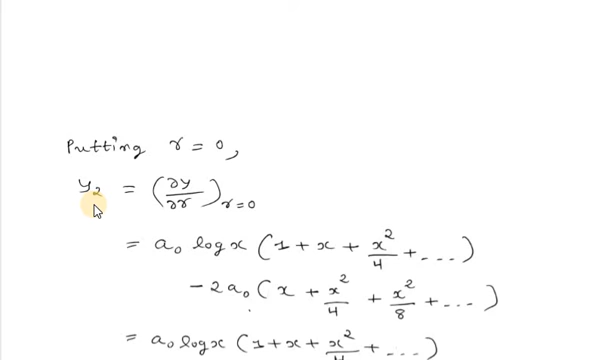 Putting r = 0,
y₂ = (∂y/∂r)ᵣ₌₀
= a₀ log x (1 + x + x²/4 + ....)
- 2a₀ (x + x²/4 + x²/8 + ....)
= a₀ log x (1 + x + x²/4 + ....)